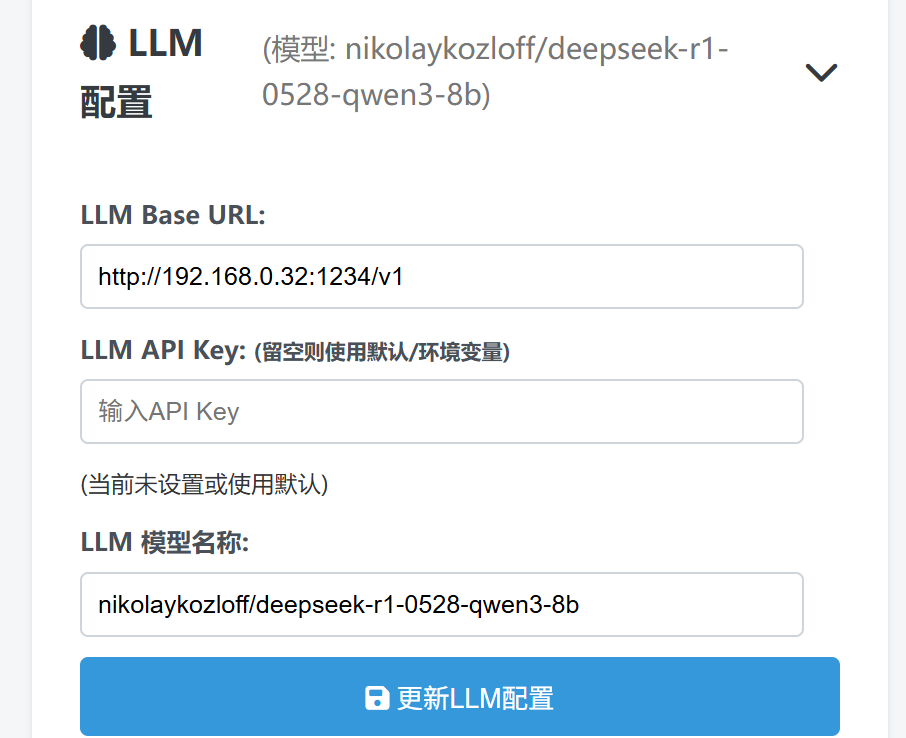 LLM
配置
(模型: nikolaykozloff/deepseek-r1-
0528-qwen3-8b)
LLM Base URL:
http://192.168.0.32:1234/v1
LLM API Key: (留空则使用默认/环境变量)
输入API Key
(当前未设置或使用默认)
LLM 模型名称:
nikolaykozloff/deepseek-r1-0528-qwen3-8b
更新LLM配置